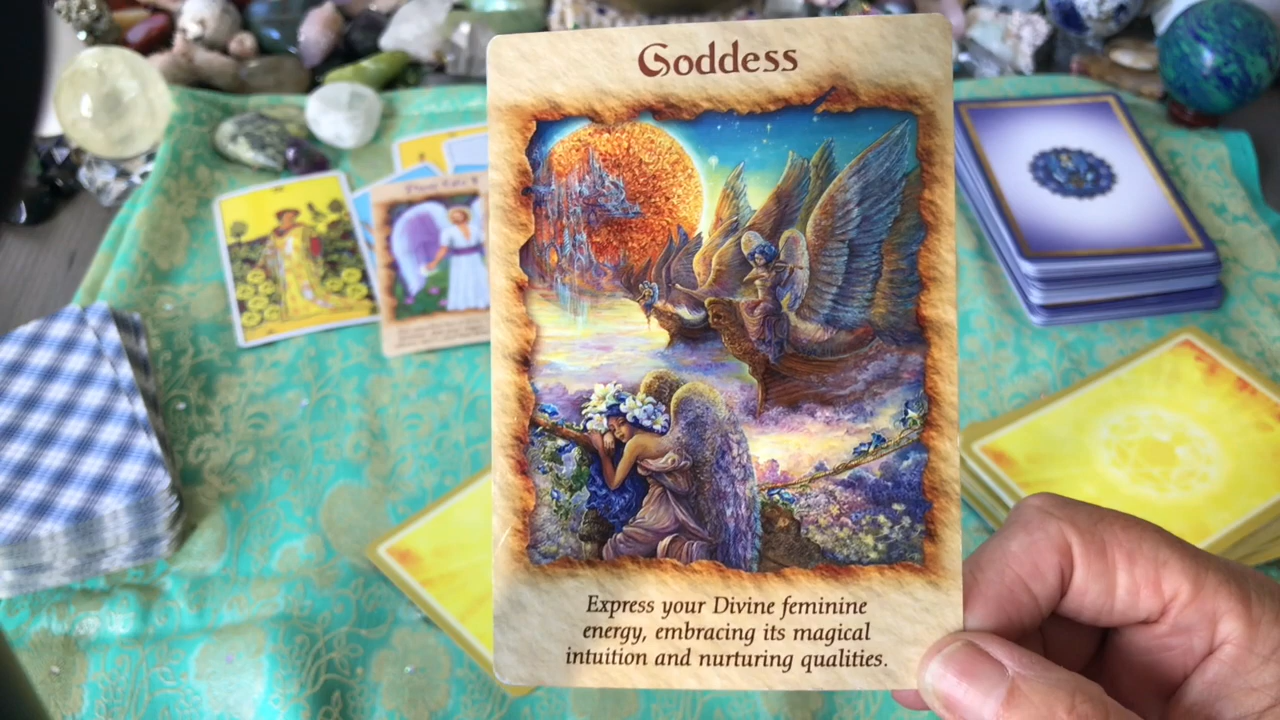 Goddess
Express your Divine feminine
energy, embracing its magical
intuition and nurturing qualities.